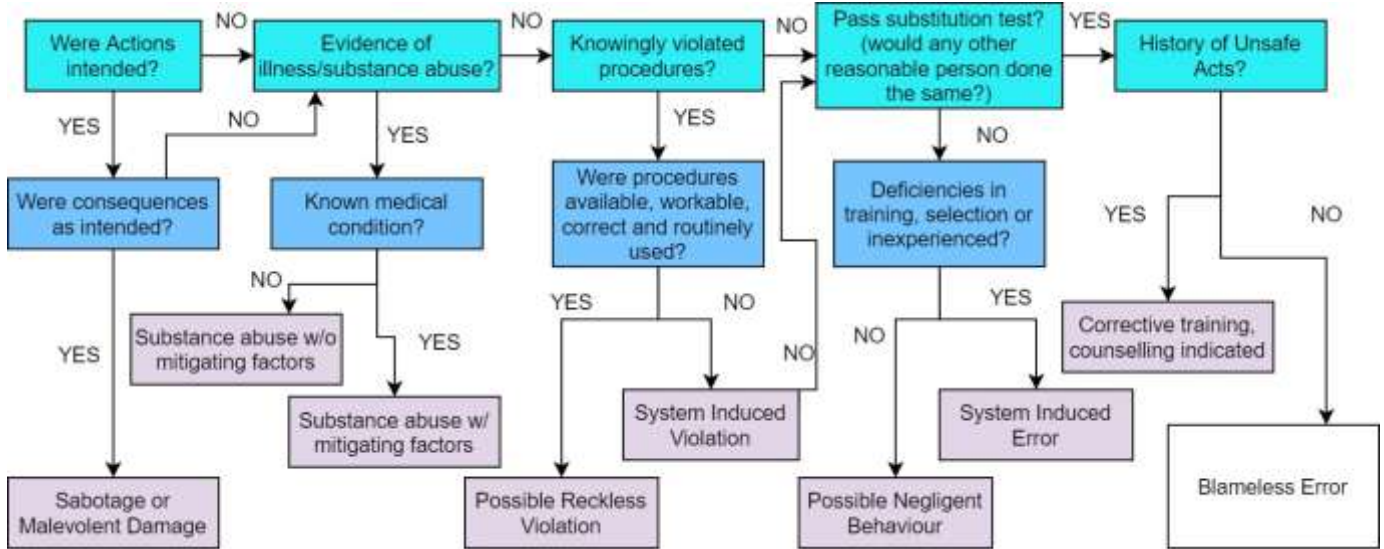 NO
NO
NO
YES
Were Actions
intended?
Evidence of
illness/substance abuse?
Knowingly violated
procedures?
Pass substitution test?
(would any other
reasonable person done
the same?)
History of Unsafe
Acts?
YES
NO
YES
YES
NO
Were consequences
as intended?
Known medical
condition?
Were procedures
available, workable,
correct and routinely
used?
Deficiencies in
training, selection or
inexperienced?
YES
NO
NO
YES
NO
YES
YES
YES
NO
NO
Substance abuse w/o
mitigating factors
Substance abuse w/
mitigating factors
System Induced
Violation
System Induced
Error
Corrective training,
counselling indicated
YES
Sabotage or
Malevolent Damage
Possible Reckless
Violation
Possible Negligent
Behaviour
Blameless Error